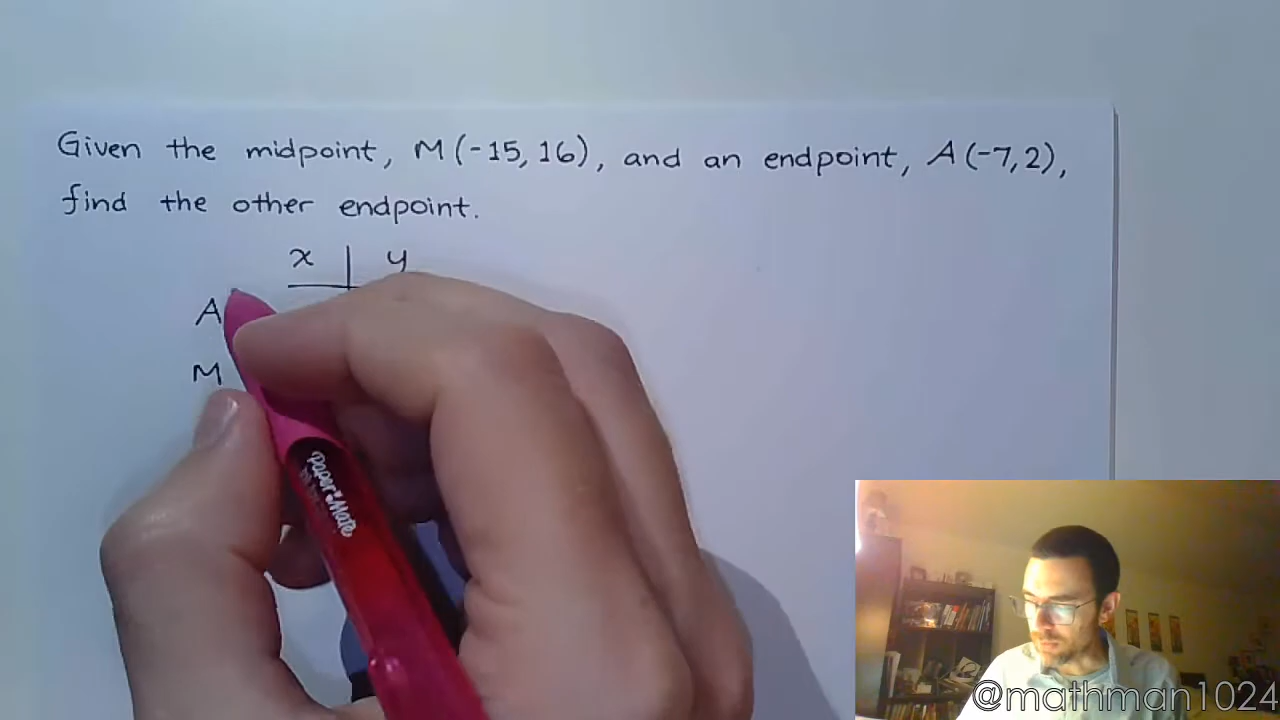 Given the midpoint, M(-15,16), and an endpoint, A(-7,2),
find the other endpoint.
x y
A
M
Paper Mate
@mathman1024